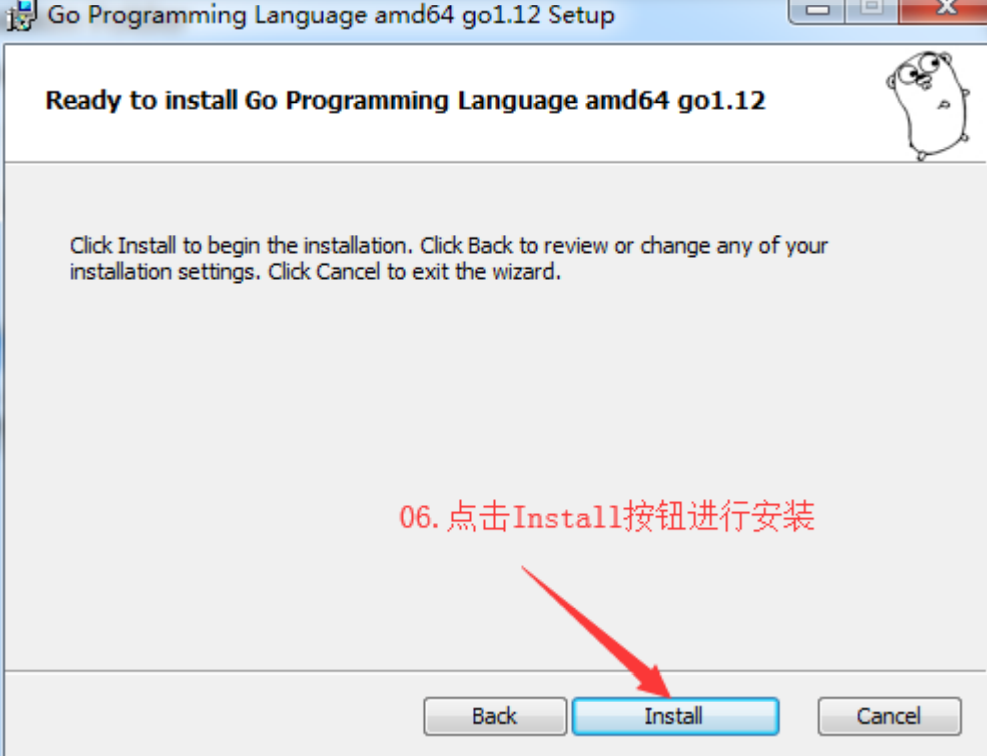 Go Programming Language amd64 go1.12 Setup
Ready to install Go Programming Language amd64 go1.12
Click Install to begin the installation. Click Back to review or change any of your
installation settings. Click Cancel to exit the wizard.
06.点击Install按钮进行安装
Back Install Cancel